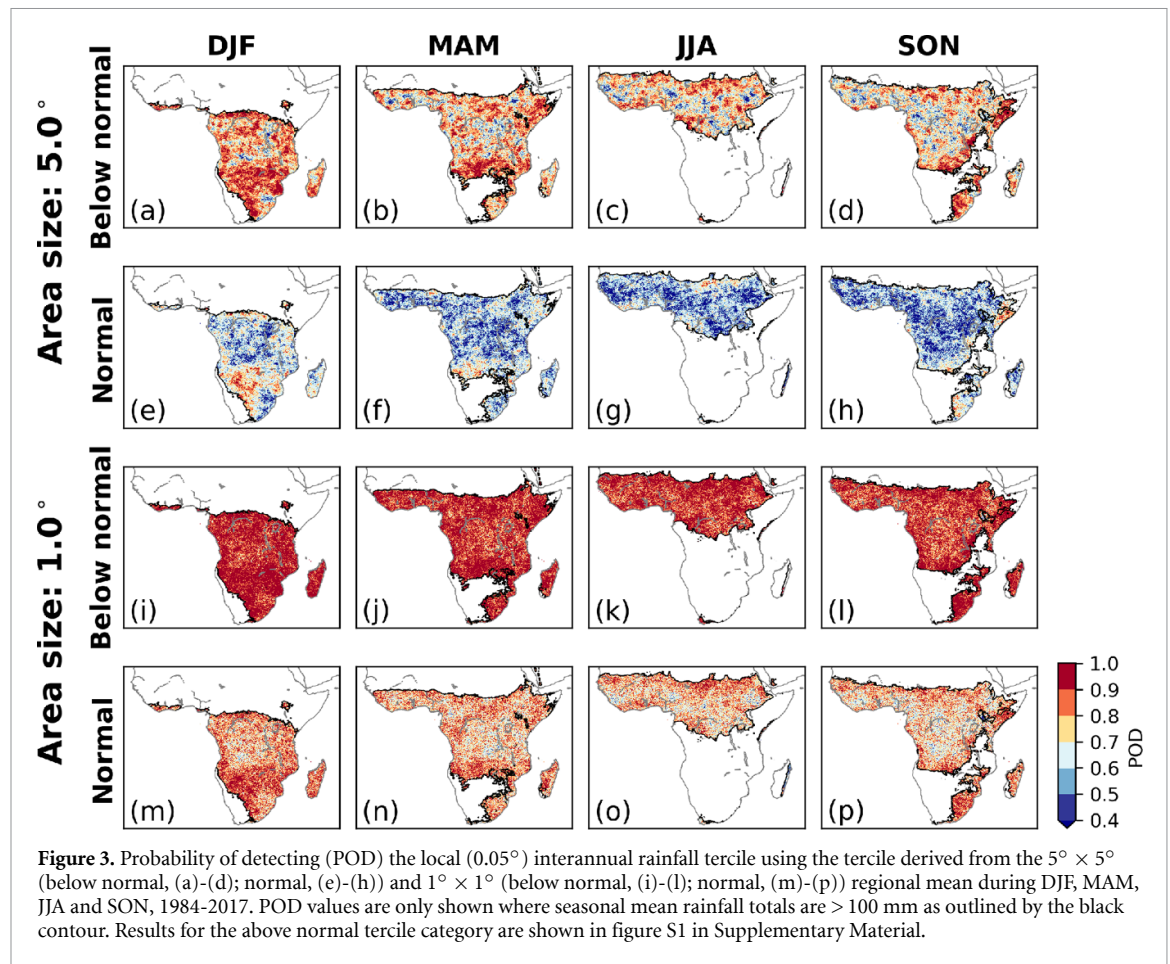 DJF MAM JJA SON
Area size: 5.0°
Below normal
(a) (b) (c) (d)
Normal
(e) (f) (g) (h)
Area size: 1.0°
Below normal
(i) (j) (k) (l)
Normal
(m) (n) (o) (p)
1.0
0.9
0.8
0.7
0.6
0.5
0.4
POD
Figure 3. Probability of detecting (POD) the local (0.05°) interannual rainfall tercile using the tercile derived from the 5° × 5°
(below normal, (a)-(d); normal, (e)-(h)) and 1° × 1° (below normal, (i)-(l); normal, (m)-(p)) regional mean during DJF, MAM,
JJA and SON, 1984-2017. POD values are only shown where seasonal mean rainfall totals are > 100 mm as outlined by the black
contour. Results for the above normal tercile category are shown in figure S1 in Supplementary Material.